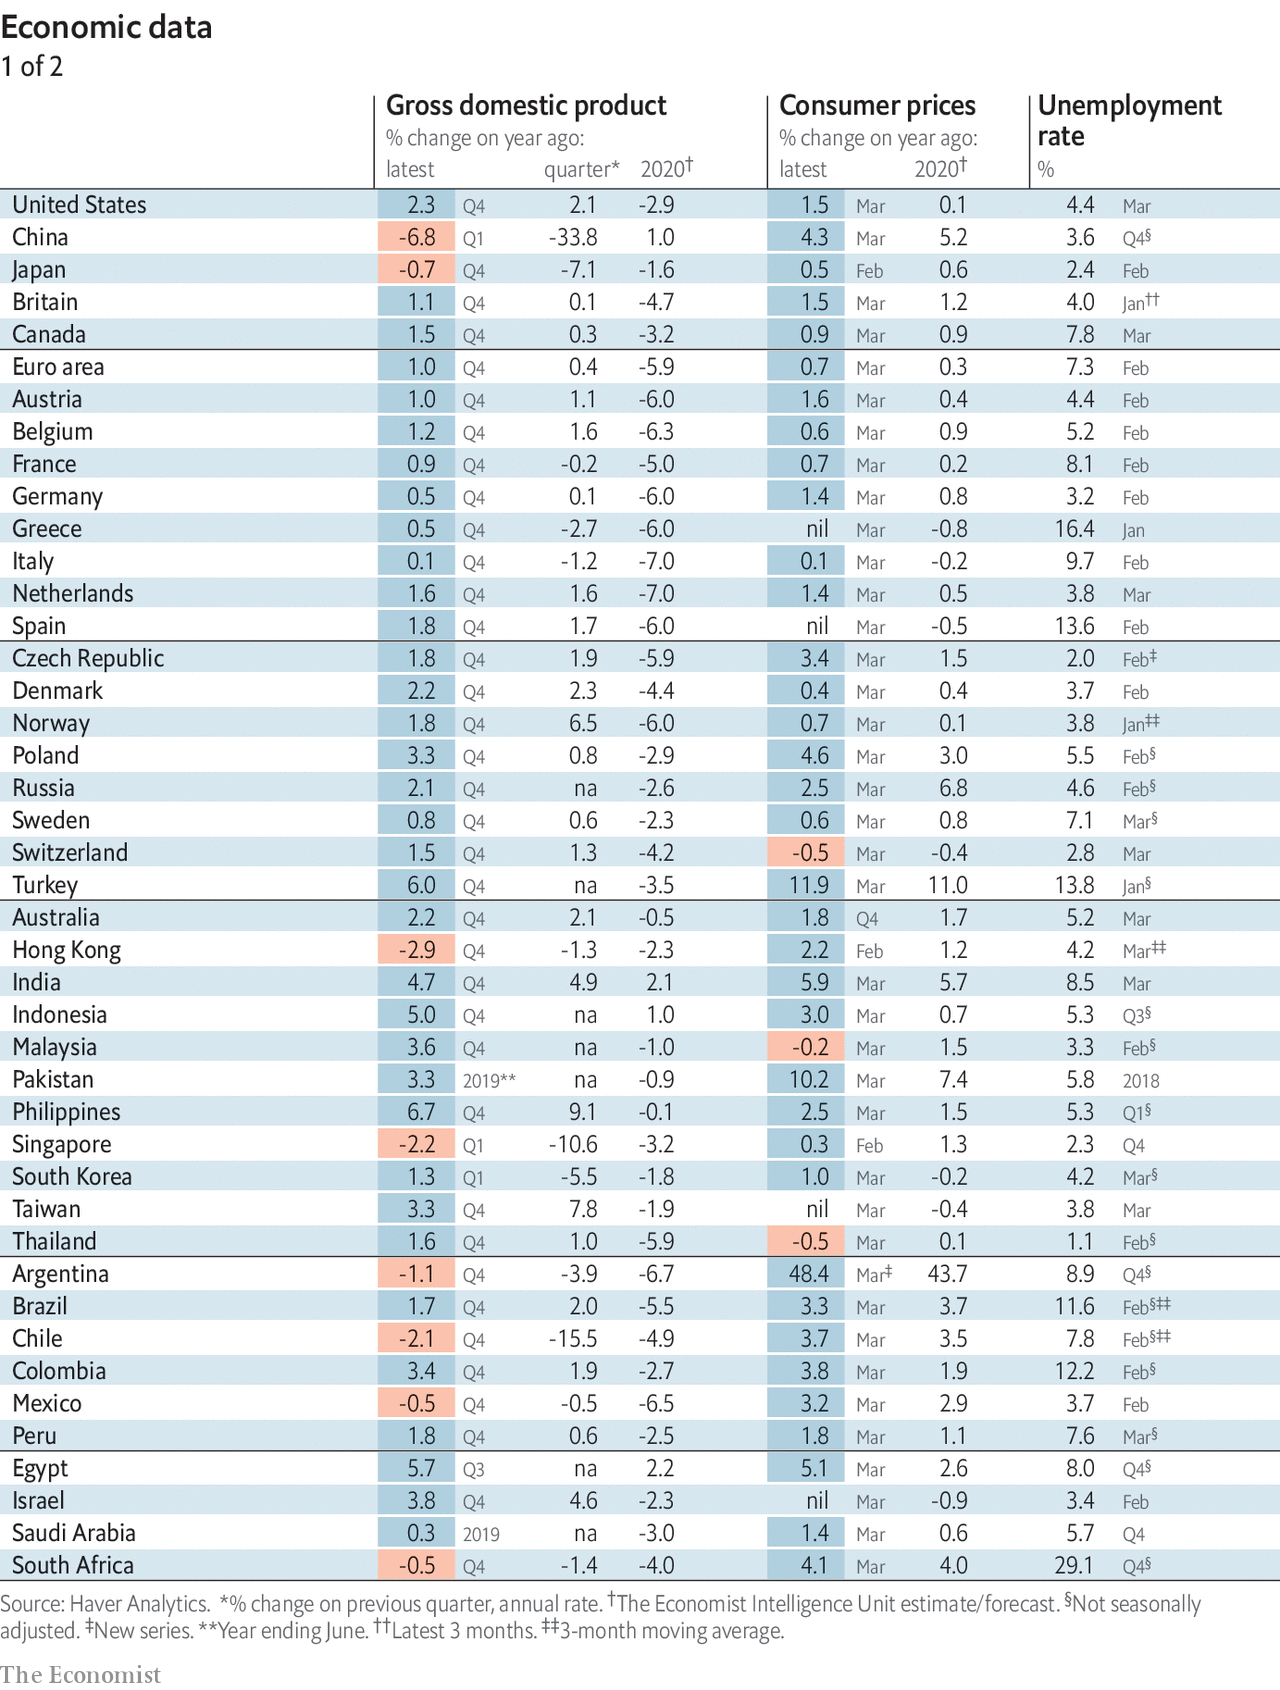 Economic data
1 of 2
Gross domestic product Consumer prices Unemployment
rate
% change on year ago: % change on year ago:
latest quarter* 2020† latest 2020† %
United States 2.3 Q4 2.1 -2.9 1.5 Mar 0.1 4.4 Mar
China -6.8 Q1 -33.8 1.0 4.3 Mar 5.2 3.6 Q4§
Japan -0.7 Q4 -7.1 -1.6 0.5 Feb 0.6 2.4 Feb
Britain 1.1 Q4 0.1 -4.7 1.5 Mar 1.2 4.0 Jan††
Canada 1.5 Q4 0.3 -3.2 0.9 Mar 0.9 7.8 Mar
Euro area 1.0 Q4 0.4 -5.9 0.7 Mar 0.3 7.3 Feb
Austria 1.0 Q4 1.1 -6.0 1.6 Mar 0.4 4.4 Feb
Belgium 1.2 Q4 1.6 -6.3 0.6 Mar 0.9 5.2 Feb
France 0.9 Q4 -0.2 -5.0 0.7 Mar 0.2 8.1 Feb
Germany 0.5 Q4 0.1 -6.0 1.4 Mar 0.8 3.2 Feb
Greece 0.5 Q4 -2.7 -6.0 nil Mar -0.8 16.4 Jan
Italy 0.1 Q4 -1.2 -7.0 0.1 Mar -0.2 9.7 Feb
Netherlands 1.6 Q4 1.6 -7.0 1.4 Mar 0.5 3.8 Mar
Spain 1.8 Q4 1.7 -6.0 nil Mar -0.5 13.6 Feb
Czech Republic 1.8 Q4 1.9 -5.9 3.4 Mar 1.5 2.0 Feb‡
Denmark 2.2 Q4 2.3 -4.4 0.4 Mar 0.4 3.7 Feb
Norway 1.8 Q4 6.5 -6.0 0.7 Mar 0.1 3.8 Jan‡‡
Poland 3.3 Q4 0.8 -2.9 4.6 Mar 3.0 5.5 Feb§
Russia 2.1 Q4 na -2.6 2.5 Mar 6.8 4.6 Feb§
Sweden 0.8 Q4 0.6 -2.3 0.6 Mar 0.8 7.1 Mar§
Switzerland 1.5 Q4 1.3 -4.2 -0.5 Mar -0.4 2.8 Mar
Turkey 6.0 Q4 na -3.5 11.9 Mar 11.0 13.8 Jan§
Australia 2.2 Q4 2.1 -0.5 1.8 Q4 1.7 5.2 Mar
Hong Kong -2.9 Q4 -1.3 -2.3 2.2 Feb 1.2 4.2 Mar‡‡
India 4.7 Q4 4.9 2.1 5.9 Mar 5.7 8.5 Mar
Indonesia 5.0 Q4 na 1.0 3.0 Mar 0.7 5.3 Q3§
Malaysia 3.6 Q4 na -1.0 -0.2 Mar 1.5 3.3 Feb§
Pakistan 3.3 2019** na -0.9 10.2 Mar 7.4 5.8 2018
Philippines 6.7 Q4 9.1 -0.1 2.5 Mar 1.5 5.3 Q1§
Singapore -2.2 Q1 -10.6 -3.2 0.3 Feb 1.3 2.3 Q4
South Korea 1.3 Q1 -5.5 -1.8 1.0 Mar -0.2 4.2 Mar§
Taiwan 3.3 Q4 7.8 -1.9 nil Mar -0.4 3.8 Mar
Thailand 1.6 Q4 1.0 -5.9 -0.5 Mar 0.1 1.1 Feb§
Argentina -1.1 Q4 -3.9 -6.7 48.4 Mar‡ 43.7 8.9 Q4§
Brazil 1.7 Q4 2.0 -5.5 3.3 Mar 3.7 11.6 Feb§‡‡
Chile -2.1 Q4 -15.5 -4.9 3.7 Mar 3.5 7.8 Feb§‡‡
Colombia 3.4 Q4 1.9 -2.7 3.8 Mar 1.9 12.2 Feb§
Mexico -0.5 Q4 -0.5 -6.5 3.2 Mar 2.9 3.7 Feb
Peru 1.8 Q4 0.6 -2.5 1.8 Mar 1.1 7.6 Mar§
Egypt 5.7 Q3 na 2.2 5.1 Mar 2.6 8.0 Q4§
Israel 3.8 Q4 4.6 -2.3 nil Mar -0.9 3.4 Feb
Saudi Arabia 0.3 2019 na -3.0 1.4 Mar 0.6 5.7 Q4
South Africa -0.5 Q4 -1.4 -4.0 4.1 Mar 4.0 29.1 Q4§
Source: Haver Analytics. *% change on previous quarter, annual rate. †The Economist Intelligence Unit estimate/forecast. §Not seasonally
adjusted. ‡New series. **Year ending June. ††Latest 3 months. ‡‡3-month moving average.
The Economist